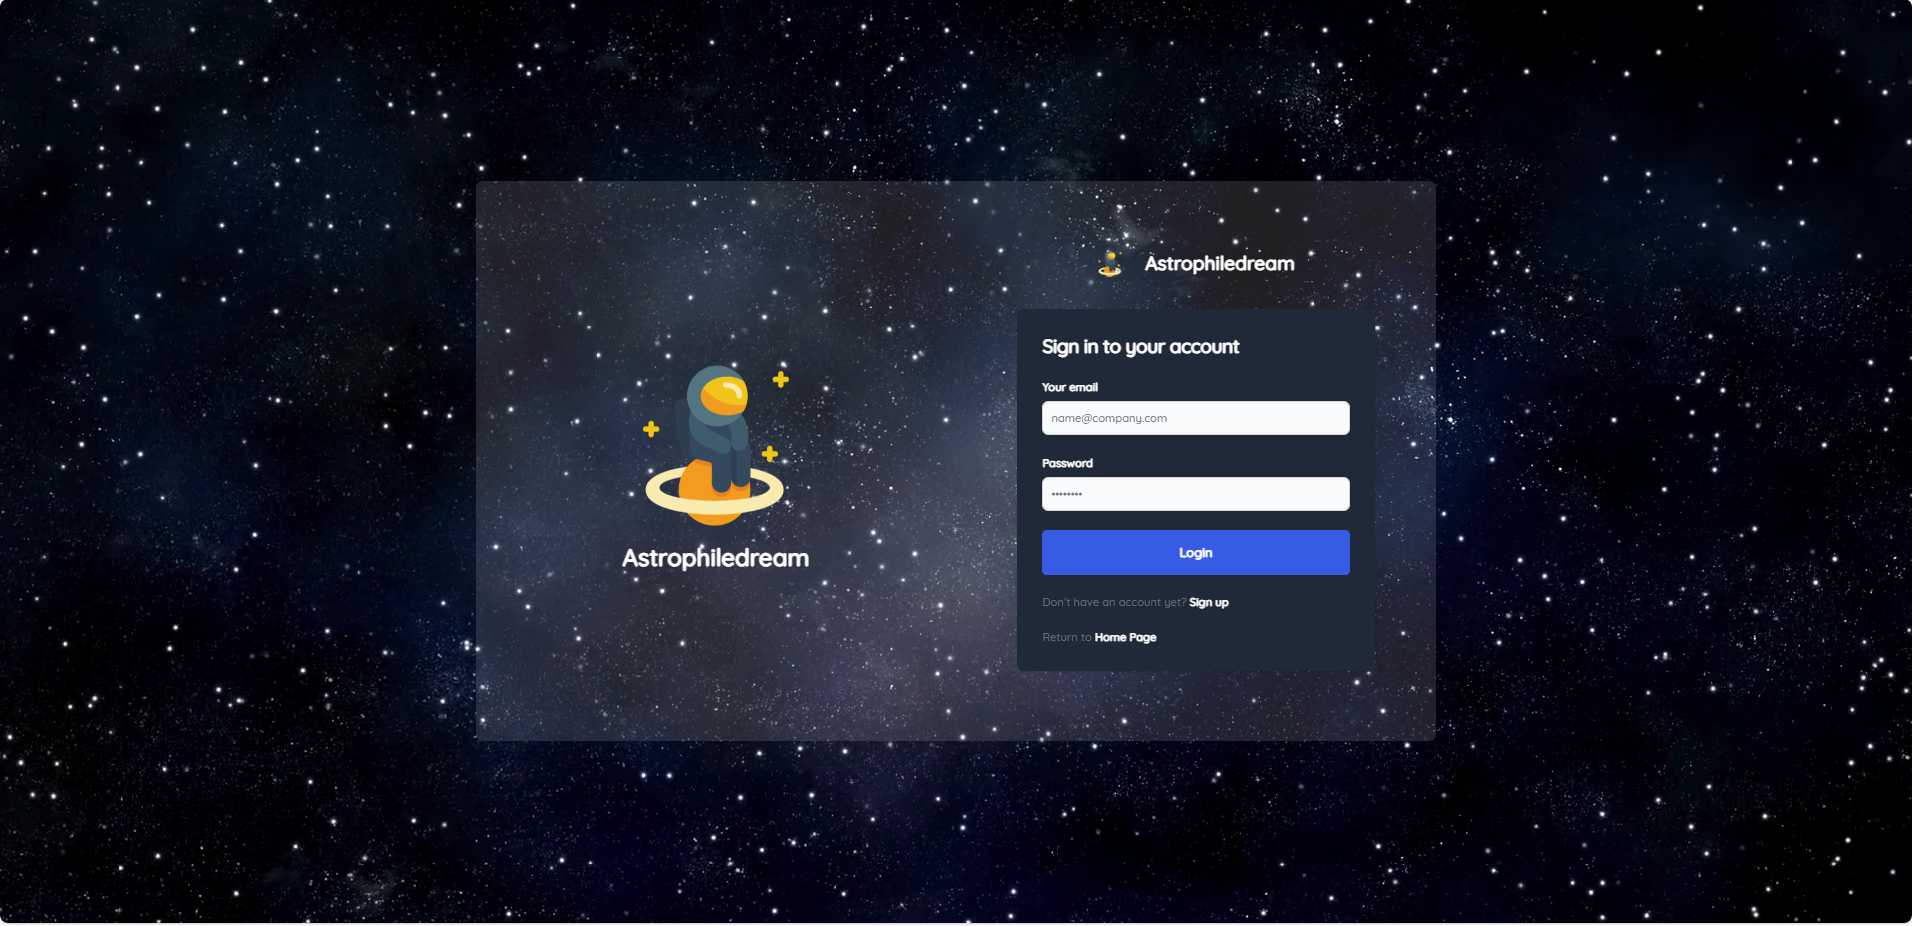 Astrophiledream
Astrophiledream
Sign in to your account
Your email
name@company.com
Password
••••••••
Login
Don't have an account yet? Sign up
Return to Home Page